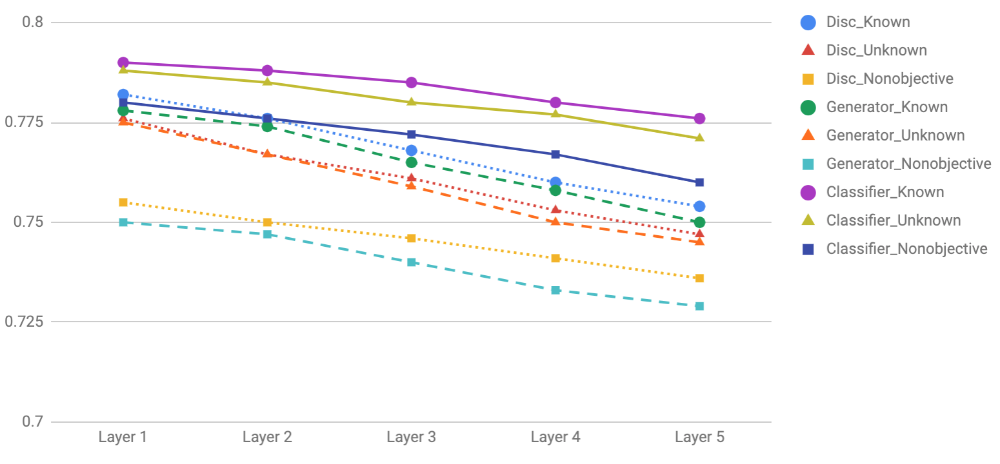 0.8
0.775
0.75
0.725
0.7
Layer 1
Layer 2
Layer 3
Layer 4
Layer 5
Disc_Known
Disc_Unknown
Disc_Nonobjective
Generator_Known
Generator_Unknown
Generator_Nonobjective
Classifier_Known
Classifier_Unknown
Classifier_Nonobjective